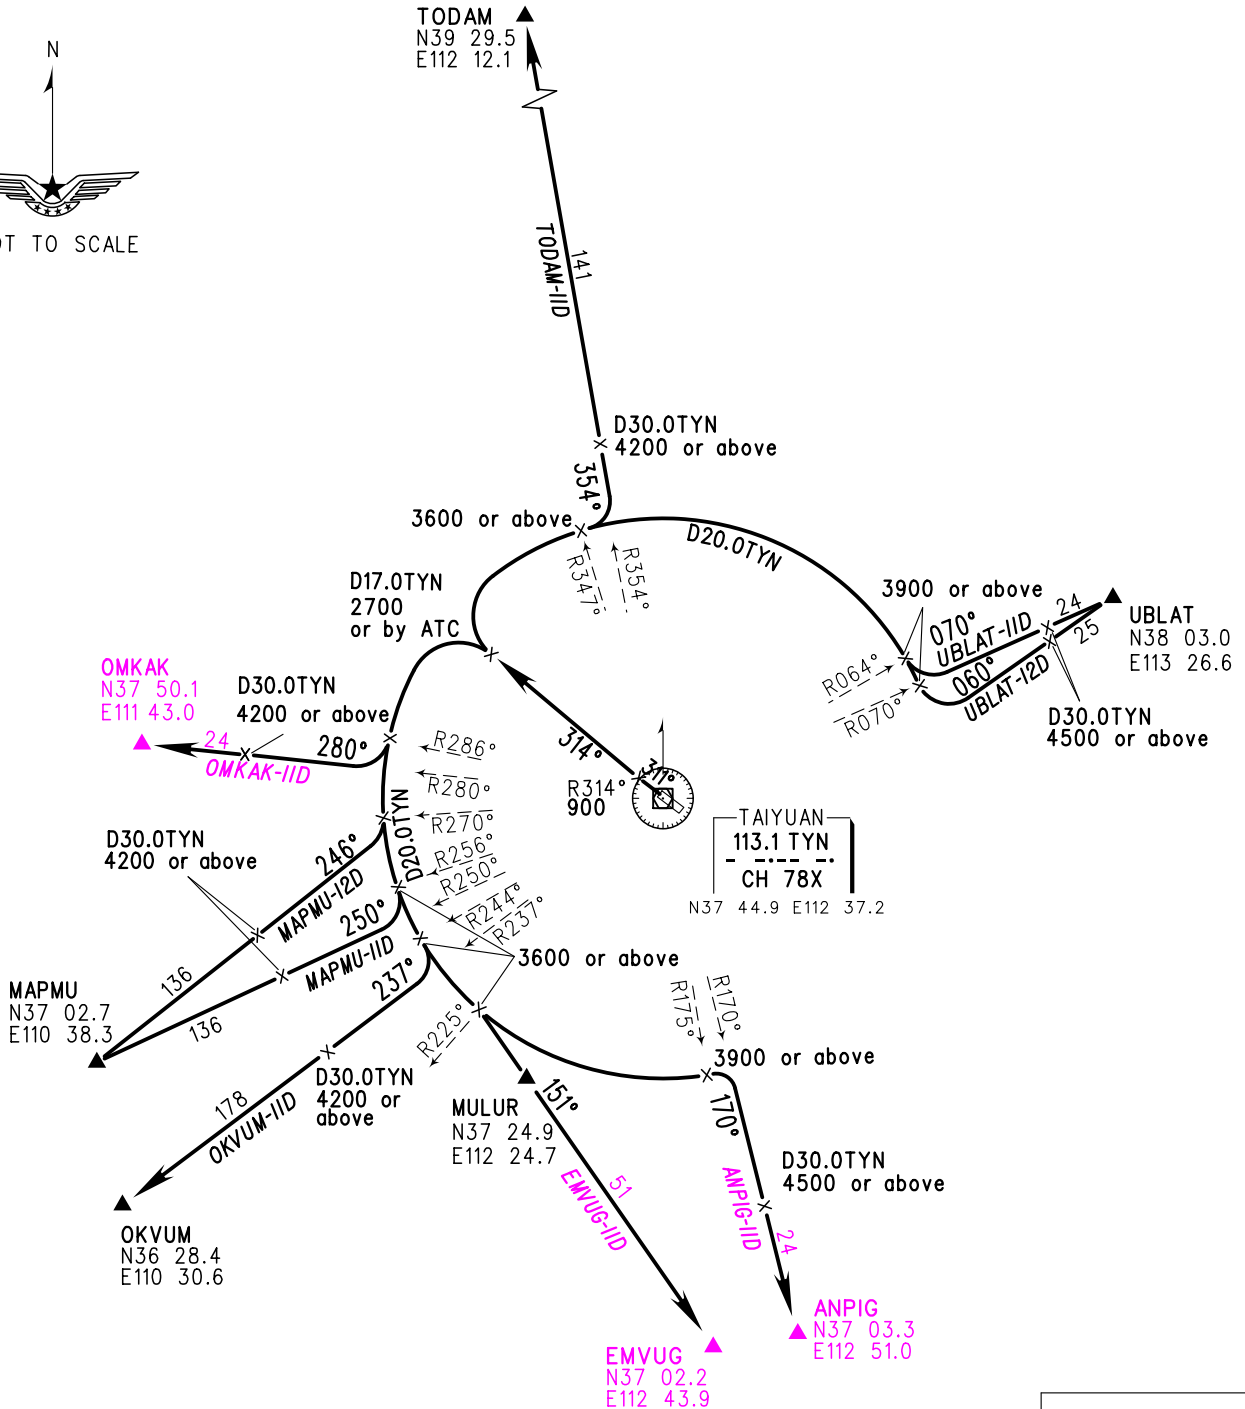 TODAM
N39 29.5
E112 12.1
N
OT TO SCALE
TODAM-11D
141
D30.0TYN
4200 or above
354°
3600 or above
D20.0TYN
R347°
R354°
D17.0TYN
2700
or by ATC
3900 or above
070°
UBLAT-11D
24
25
060°
UBLAT-12D
UBLAT
N38 03.0
E113 26.6
R064°
R070°
D30.0TYN
4500 or above
OMKAK
N37 50.1
E111 43.0
D30.0TYN
4200 or above
24
280°
OMKAK-11D
R286°
R280°
R270°
R256°
R250°
R244°
R237°
314°
311°
R314°
900
TAIYUAN
113.1 TYN
CH 78X
N37 44.9 E112 37.2
D20.0TYN
D30.0TYN
4200 or above
246°
MAPMU-12D
250°
MAPMU-11D
136
136
MAPMU
N37 02.7
E110 38.3
237°
3600 or above
R225°
R175°
R170°
3900 or above
178
OKVUM-11D
D30.0TYN
4200 or
above
MULUR
N37 24.9
E112 24.7
151°
170°
51
EMVUG-11D
ANPIG-11D
D30.0TYN
4500 or above
24
OKVUM
N36 28.4
E110 30.6
ANPIG
N37 03.3
E112 51.0
EMVUG
N37 02.2
E112 43.9